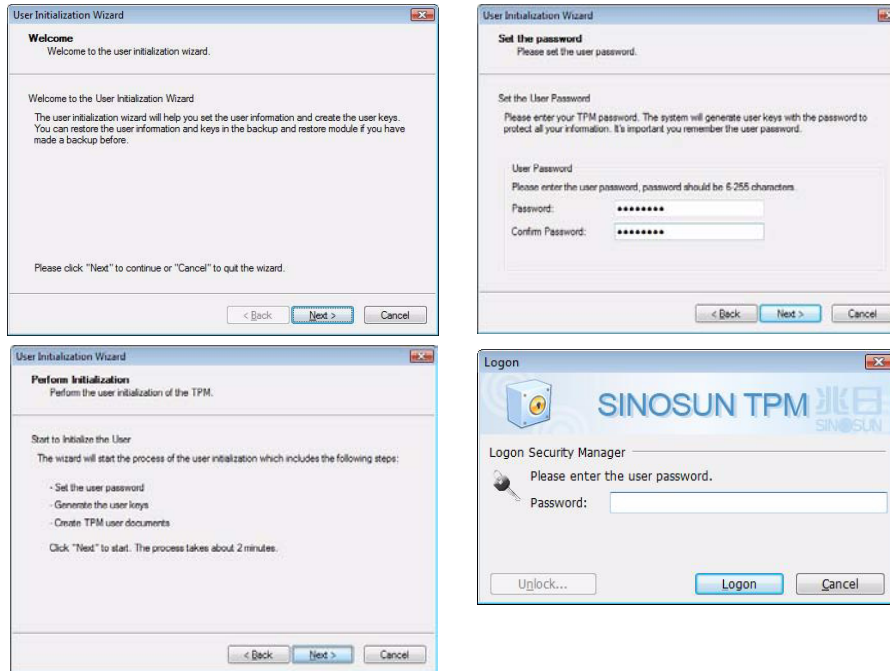 User Initialization Wizard
Welcome
Welcome to the user initialization wizard.
Welcome to the User Initialization Wizard
The user initialization wizard will help you set the user information and create the user keys.
You can restore the user information and keys in the backup and restore module if you have
made a backup before.
Please click "Next" to continue or "Cancel" to quit the wizard.
< Back
Next >
Cancel
User Initialization Wizard
Set the password
Please set the user password.
Set the User Password
Please enter your TPM password. The system will generate user keys with the password to
protect all your information. It's important you remember the user password.
User Password
Please enter the user password, password should be 6-255 characters.
Password:
Confirm Password:
< Back
Next >
Cancel
User Initialization Wizard
Perform Initialization
Perform the user initialization of the TPM.
Start to Initialize the User
The wizard will start the process of the user initialization which includes the following steps:
- Set the user password
- Generate the user keys
- Create TPM user documents
Click "Next" to start. The process takes about 2 minutes.
< Back
Next >
Cancel
Logon
SINOSUN TPM
兆日
SINOSUN
Logon Security Manager
Please enter the user password.
Password:
Unlock...
Logon
Cancel